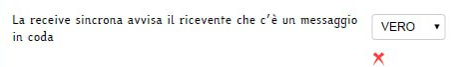 La receive sincrona avvisa il ricevente che c'è un messaggio VERO
in coda